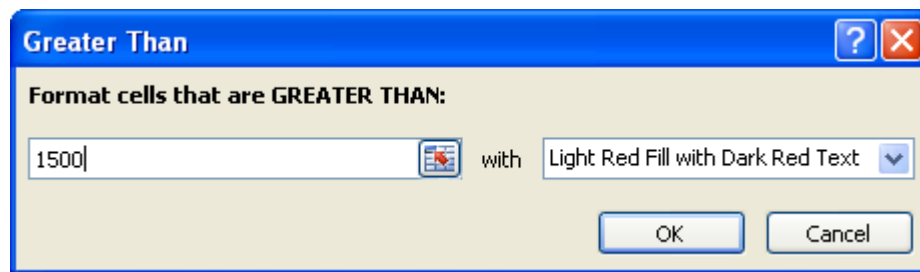 Greater Than
Format cells that are GREATER THAN:
1500 with Light Red Fill with Dark Red Text
OK Cancel